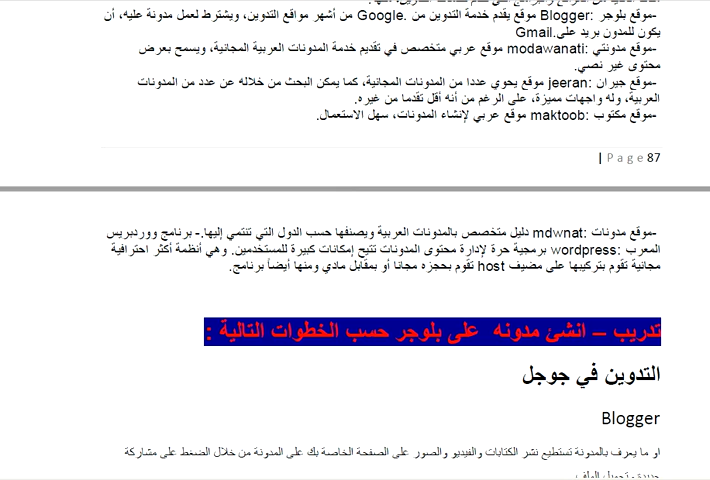 -موقع بلوجر :Blogger موقع يقدم خدمة التدوين من .Google من أشهر مواقع التدوين، ويشترط لعمل مدونة عليه، أن
يكون للمدون بريد على.Gmail
-موقع مدونتي :modawanati موقع عربي متخصص في تقديم خدمة المدونات العربية المجانية، ويسمح بعرض
محتوى غير نصي.
-موقع جيران :jeeran موقع يحوي عددا من المدونات المجانية، كما يمكن البحث من خلاله عن عدد من المدونات
العربية، وله واجهات مميزة، على الرغم من أنه أقل تقدما من غيره.
-موقع مكتوب :maktoob موقع عربي لإنشاء المدونات، سهل الاستعمال.
| Page 87
-موقع مدونات :mdwnat دليل متخصص بالمدونات العربية ويصنفها حسب الدول التي تنتمي إليها.- برنامج ووردبريس
المعرب :wordpress برمجية حرة لإدارة محتوى المدونات تتيح إمكانات كبيرة للمستخدمين. وهي أنظمة أكثر احترافية
مجانية تقوم بتركيبها على مضيف host تقوم بحجزه مجانا أو بمقابل مادي ومنها أيضاً برنامج.
تدريب – انشئ مدونه على بلوجر حسب الخطوات التالية :
التدوين في جوجل
Blogger
او ما يعرف بالمدونة تستطيع نشر الكتابات والفيديو والصور على الصفحة الخاصة بك على المدونة من خلال الضغط على مشاركة